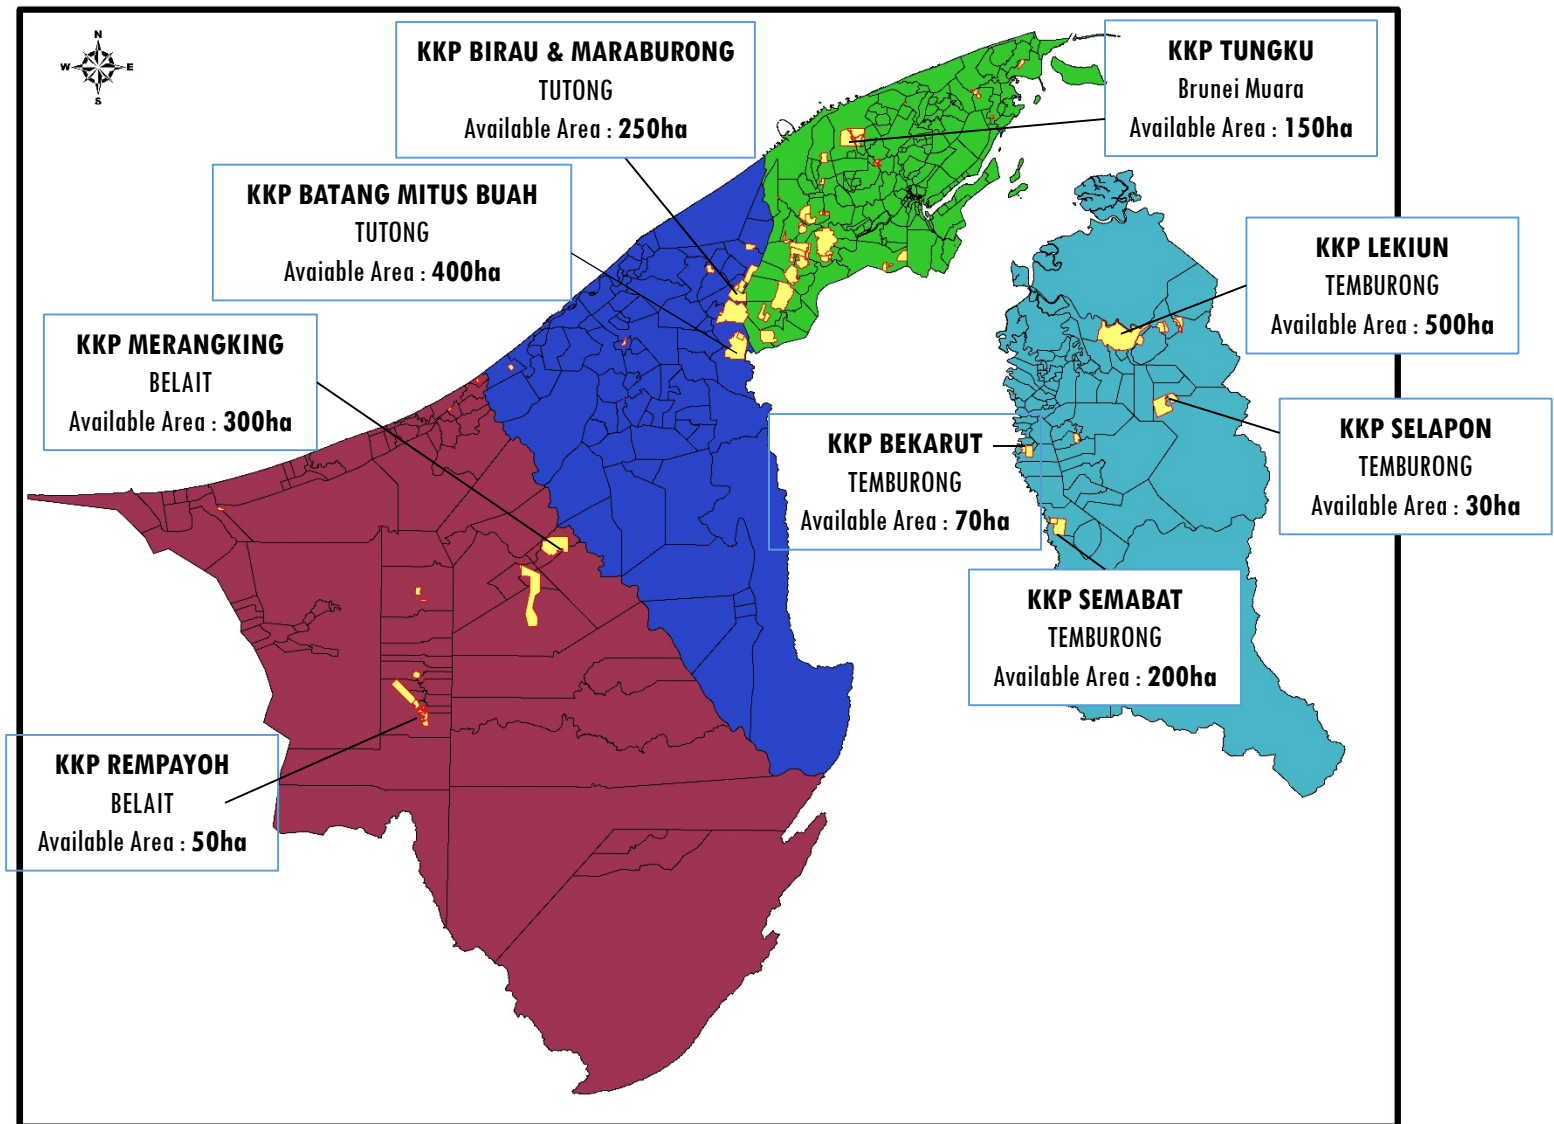 N
W E
S
KKP BIRAU & MARABURONG
TUTONG
Available Area : 250ha
KKP TUNGKU
Brunei Muara
Available Area : 150ha
KKP BATANG MITUS BUAH
TUTONG
Avaiable Area : 400ha
KKP LEKIUN
TEMBURONG
Available Area : 500ha
KKP MERANGKING
BELAIT
Available Area : 300ha
KKP BEKARUT
TEMBURONG
Available Area : 70ha
KKP SELAPON
TEMBURONG
Available Area : 30ha
KKP SEMABAT
TEMBURONG
Available Area : 200ha
KKP REMPAYOH
BELAIT
Available Area : 50ha